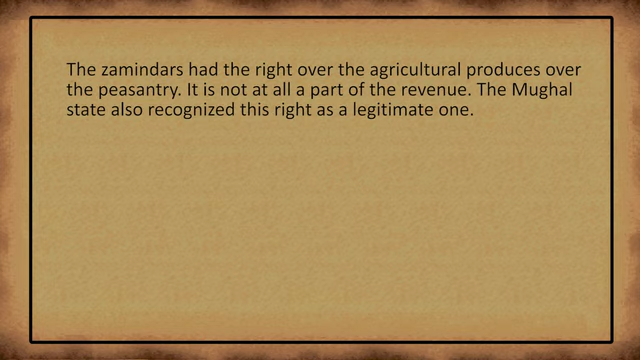 The zamindars had the right over the agricultural produces over
the peasantry. It is not at all a part of the revenue. The Mughal
state also recognized this right as a legitimate one.